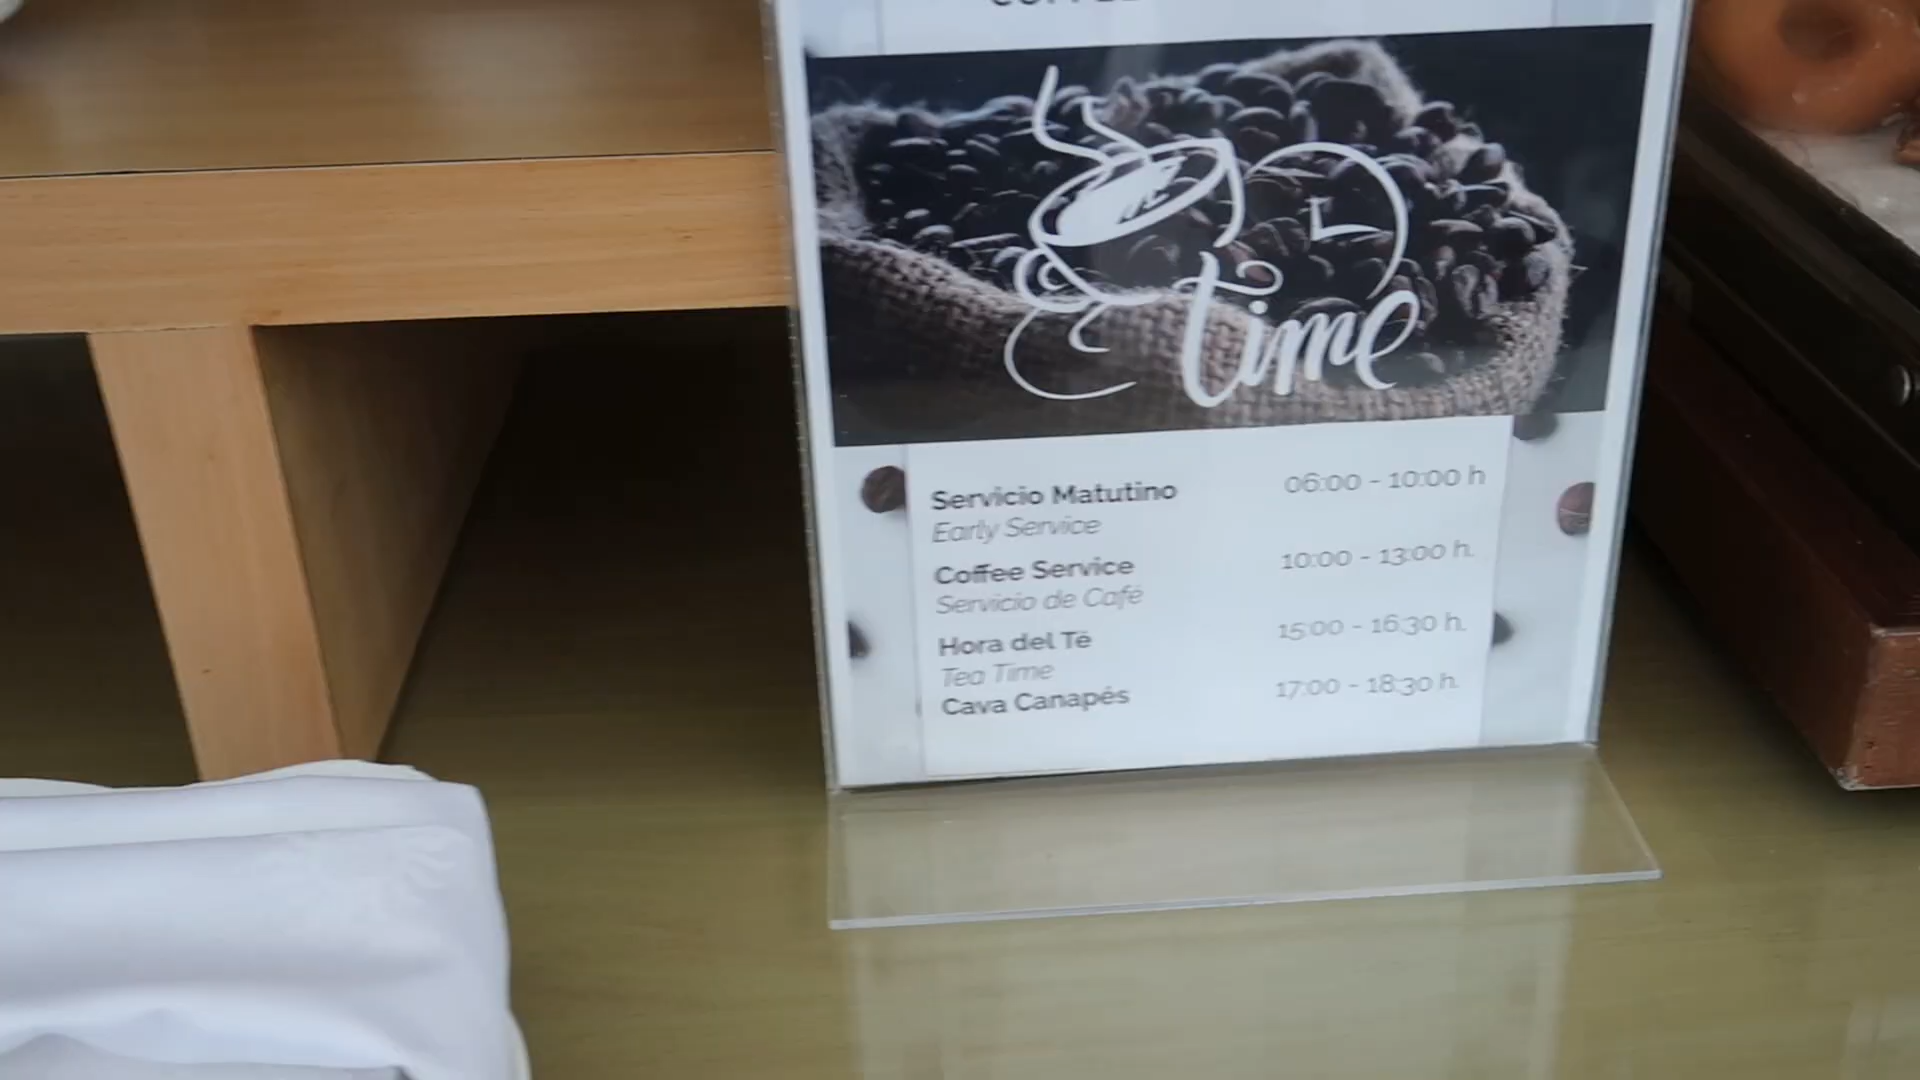 time
Servicio Matutino 06:00 - 10:00 h
Early Service
Coffee Service 10:00 - 13:00 h.
Servicio de Café
Hora del Té 15:00 - 16:30 h.
Tea Time
Cava Canapés 17:00 - 18:30 h.